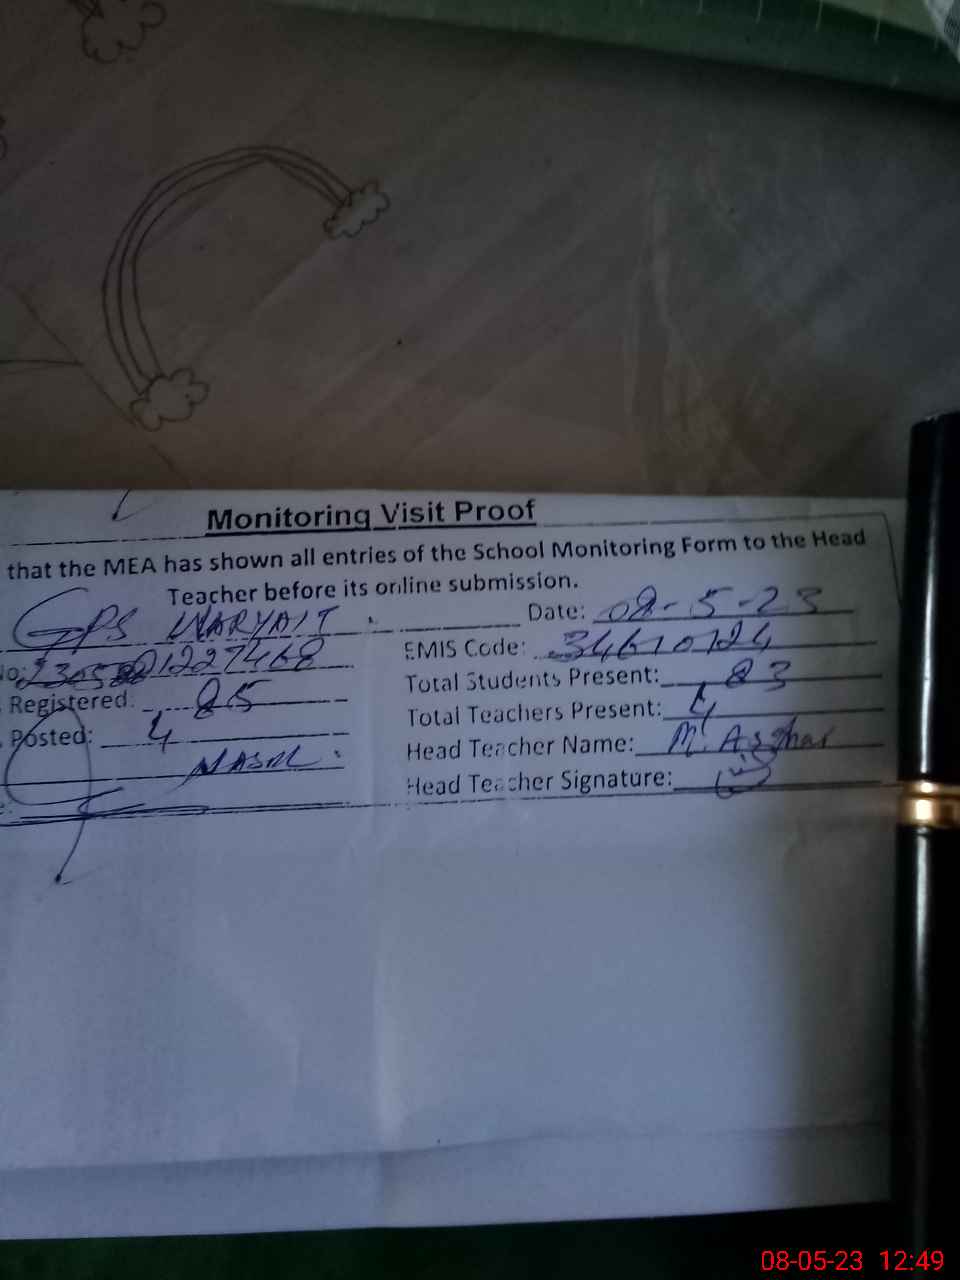 Monitoring Visit Proof
that the MEA has shown all entries of the School Monitoring Form to the Head
Teacher before its online submission.
GPS WARYAIT Date: 08-5-23
No: EMIS Code: 34610124
Registered: 85 Total Students Present: 83
Posted: 4 Total Teachers Present: 4
Head Teacher Name: M. Asghar
Head Teacher Signature:
08-05-23 12:49